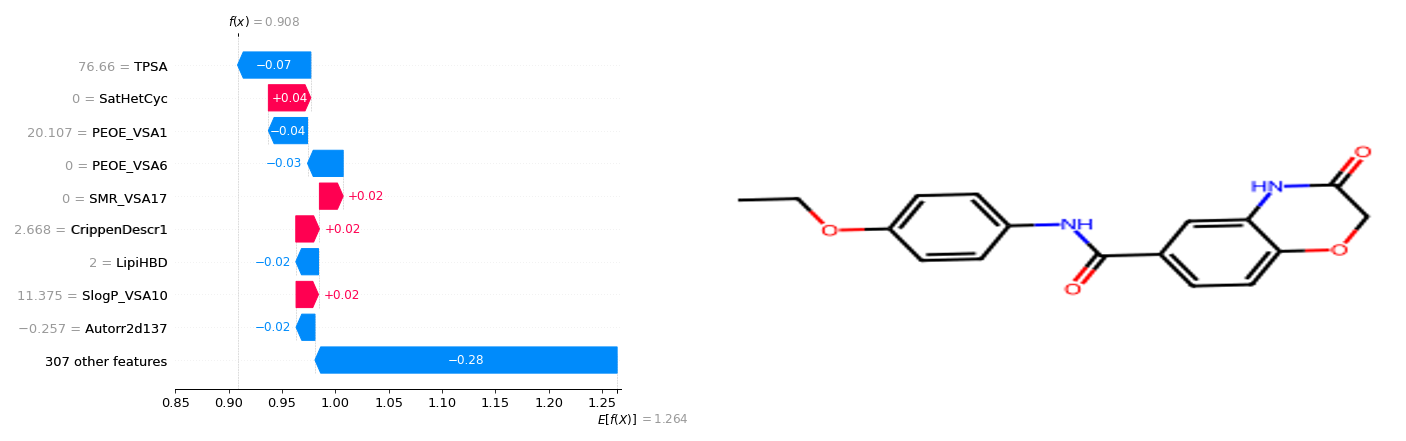 f(x) = 0.908
76.66 = TPSA
−0.07
0 = SatHetCyc
+0.04
20.107 = PEOE_VSA1
−0.04
0 = PEOE_VSA6
−0.03
0 = SMR_VSA17
+0.02
2.668 = CrippenDescr1
+0.02
2 = LipiHBD
−0.02
11.375 = SlogP_VSA10
+0.02
−0.257 = Autorr2d137
−0.02
307 other features
−0.28
0.85 0.90 0.95 1.00 1.05 1.10 1.15 1.20 1.25
E[f(X)] = 1.264
O
NH
O
HN
O
O